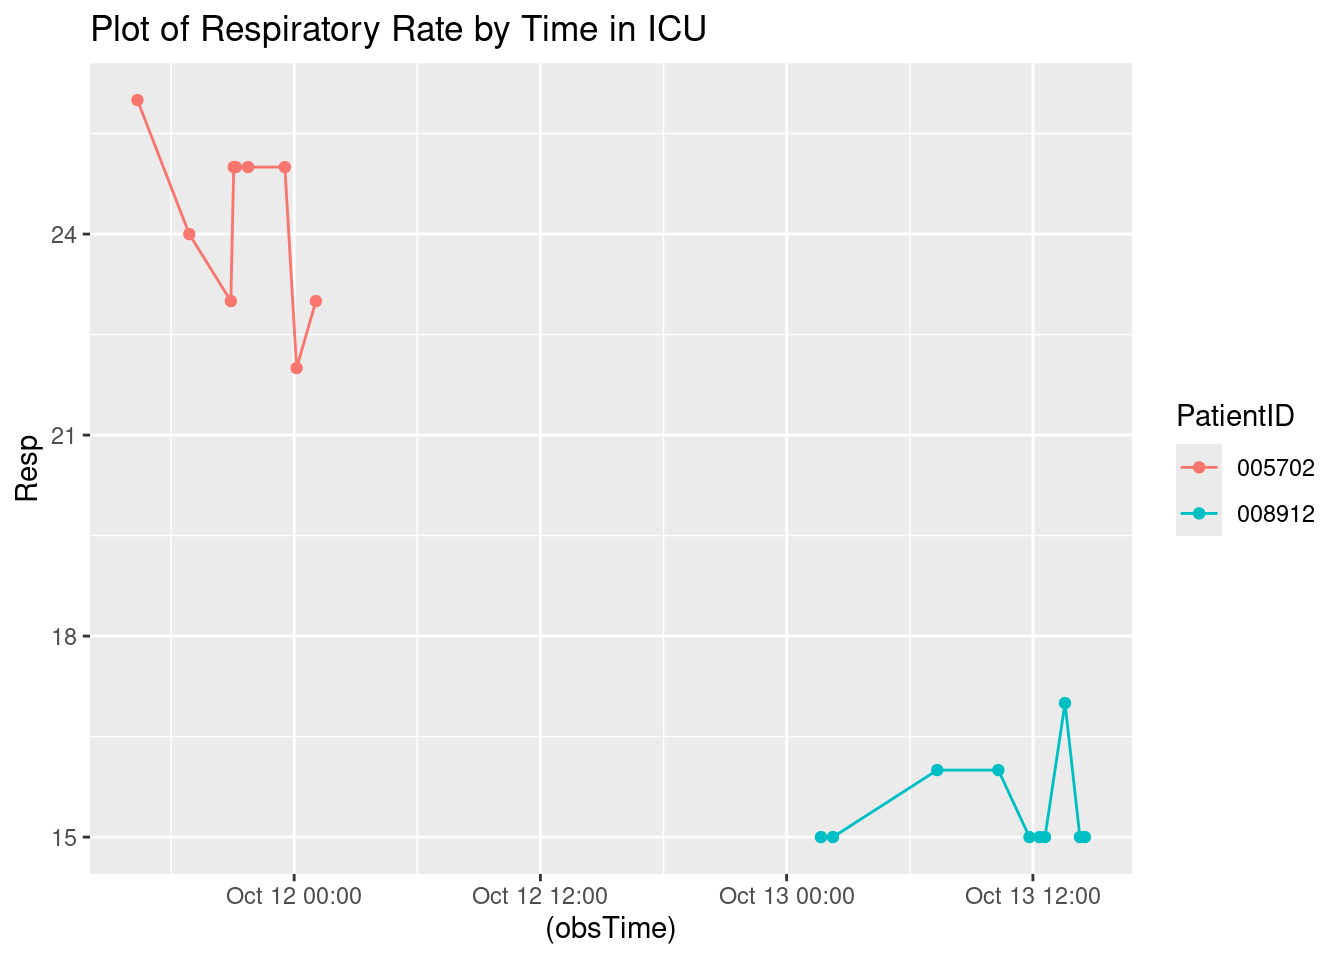 Plot of Respiratory Rate by Time in ICU
24
21
18
15
Resp
Oct 12 00:00
Oct 12 12:00
Oct 13 00:00
Oct 13 12:00
(obsTime)
PatientID
005702
008912